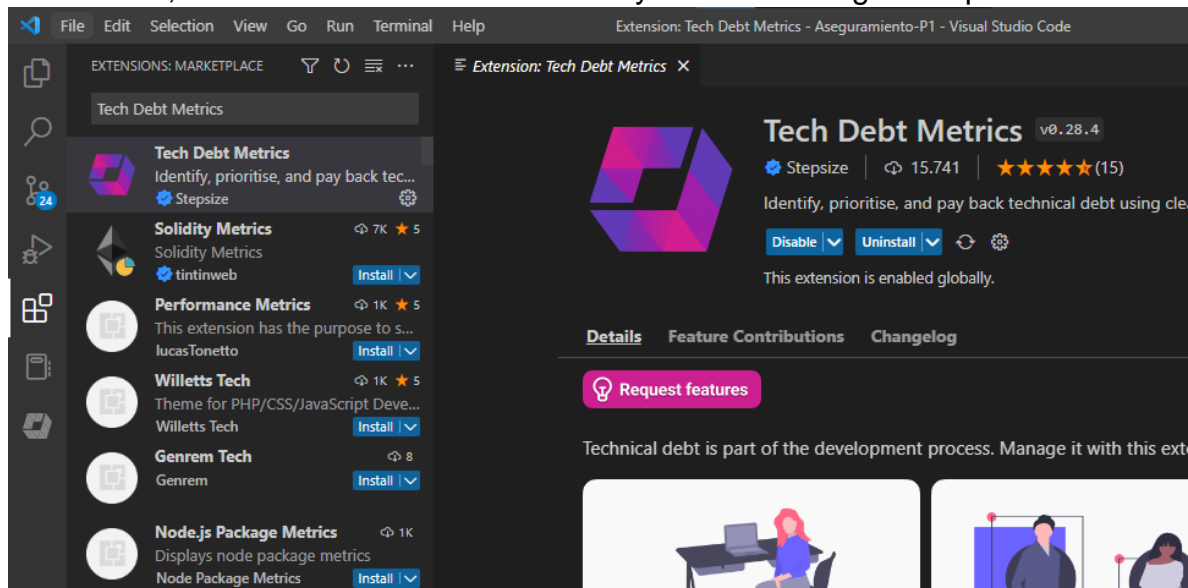 File Edit Selection View Go Run Terminal Help Extension: Tech Debt Metrics - Aseguramiento-P1 - Visual Studio Code
EXTENSIONS: MARKETPLACE
Extension: Tech Debt Metrics
Tech Debt Metrics
Tech Debt Metrics
Identify, prioritise, and pay back tec...
Stepsize
Solidity Metrics 7K ★ 5
Solidity Metrics
tintinweb Install
Performance Metrics 1K ★ 5
This extension has the purpose to s...
lucasTonetto Install
Willetts Tech 1K ★ 5
Theme for PHP/CSS/JavaScript Deve...
Willetts Tech Install
Genrem Tech 8
Genrem Install
Node.js Package Metrics 1K
Displays node package metrics
Node Package Metrics Install
24
Tech Debt Metrics v0.28.4
Stepsize 15.741 (15)
Identify, prioritise, and pay back technical debt using cle
Disable Uninstall
This extension is enabled globally.
Details Feature Contributions Changelog
Request features
Technical debt is part of the development process. Manage it with this ext